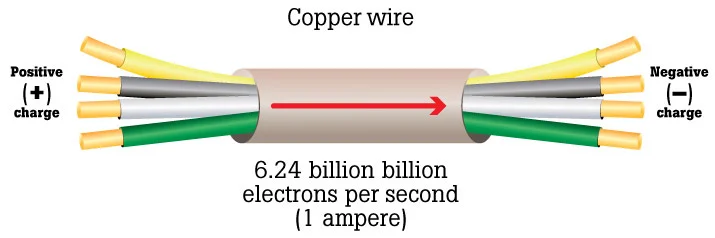 Copper wire
Positive
(+)
charge
Negative
(−)
charge
6.24 billion billion
electrons per second
(1 ampere)